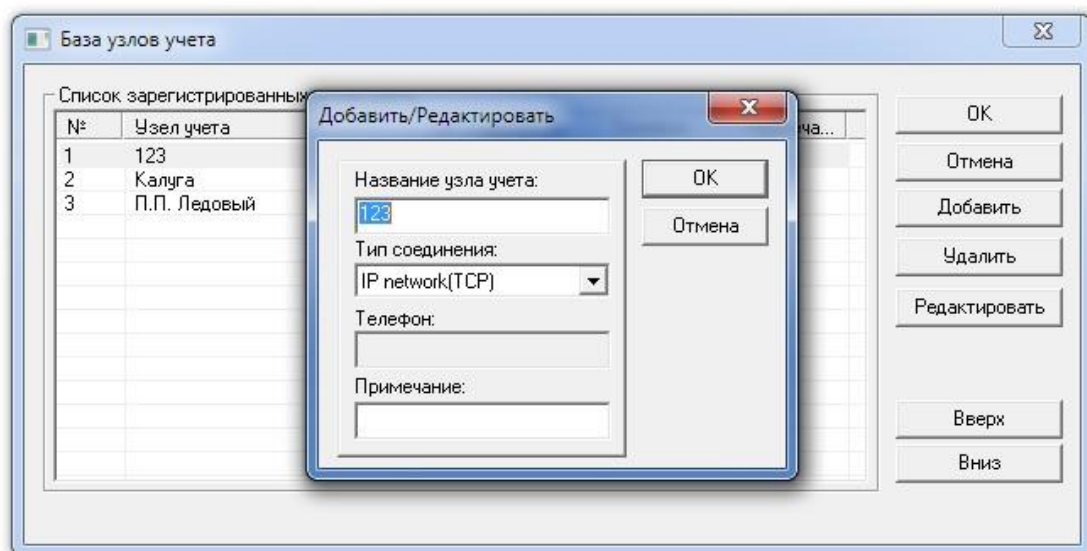 База узлов учета
Список зарегистрированных
№ Узел учета
1 123
2 Калуга
3 П.П. Ледовый
Добавить/Редактировать
Название узла учета:
123
Тип соединения:
IP network(TCP)
Телефон:
Примечание:
OK
Отмена
OK
Отмена
Добавить
Удалить
Редактировать
Вверх
Вниз